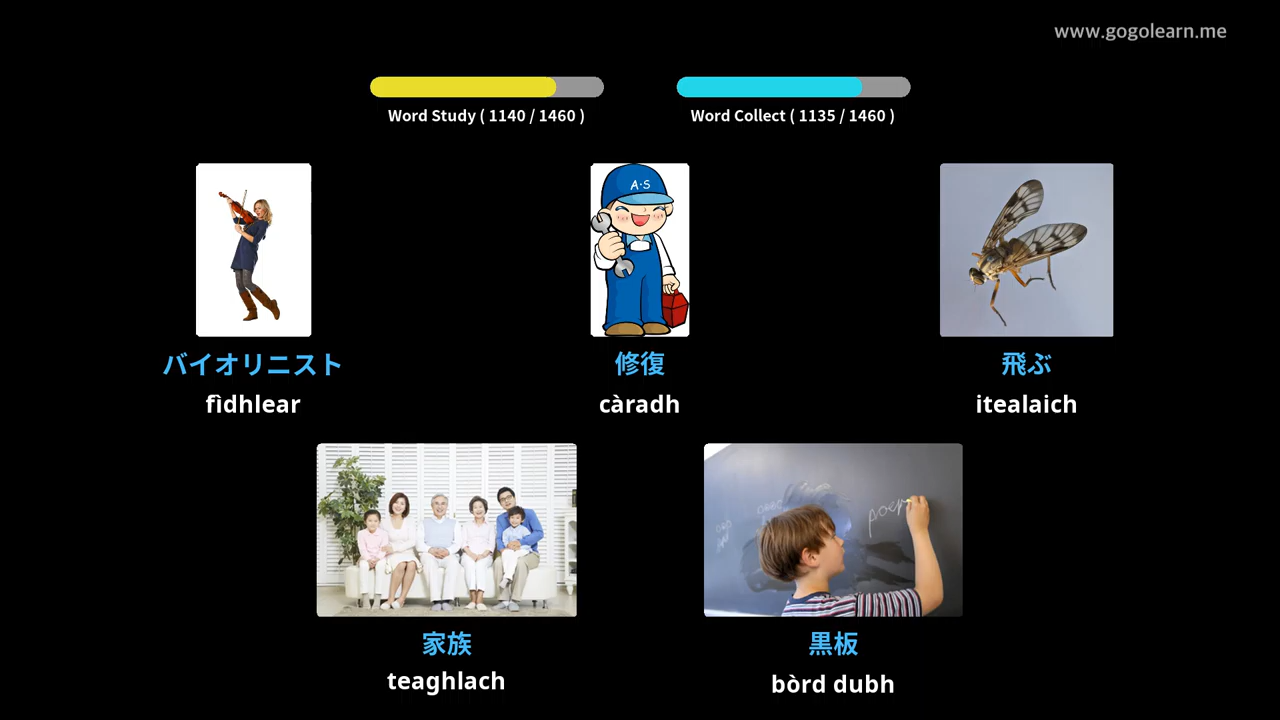 www.gogolearn.me
Word Study ( 1140 / 1460 )
Word Collect ( 1135 / 1460 )
A·S
バイオリニスト
修復
飛ぶ
fìdhlear
càradh
itealaich
poem
家族
黒板
teaghlach
bòrd dubh